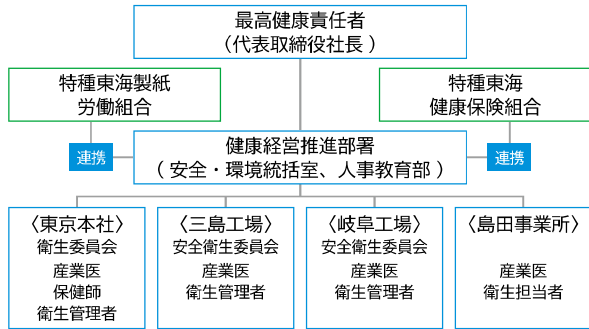 最高健康責任者
（代表取締役社長 ）
特種東海製紙
労働組合
特種東海
健康保険組合
連携
健康経営推進部署
（ 安全・環境統括室、人事教育部 ）
連携
〈東京本社〉
衛生委員会
産業医
保健師
衛生管理者
〈三島工場〉
安全衛生委員会
産業医
衛生管理者
〈岐阜工場〉
安全衛生委員会
産業医
衛生管理者
〈島田事業所〉
産業医
衛生担当者